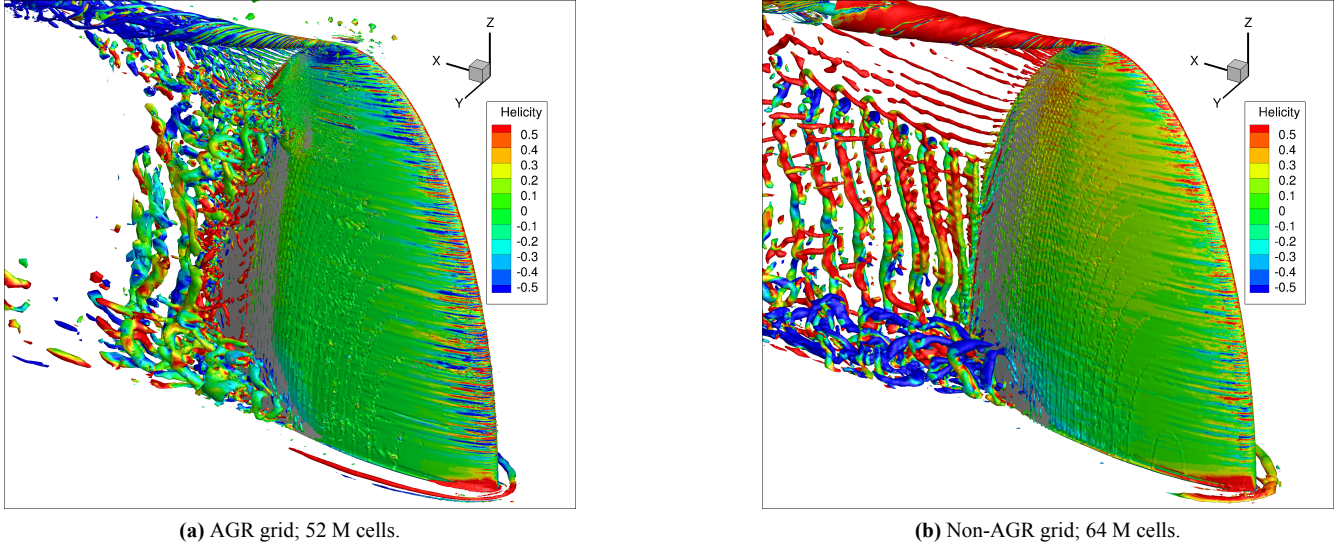 Z
X
Y
Helicity
0.5
0.4
0.3
0.2
0.1
0
-0.1
-0.2
-0.3
-0.4
-0.5
(a) AGR grid; 52 M cells.
Z
X
Y
Helicity
0.5
0.4
0.3
0.2
0.1
0
-0.1
-0.2
-0.3
-0.4
-0.5
(b) Non-AGR grid; 64 M cells.